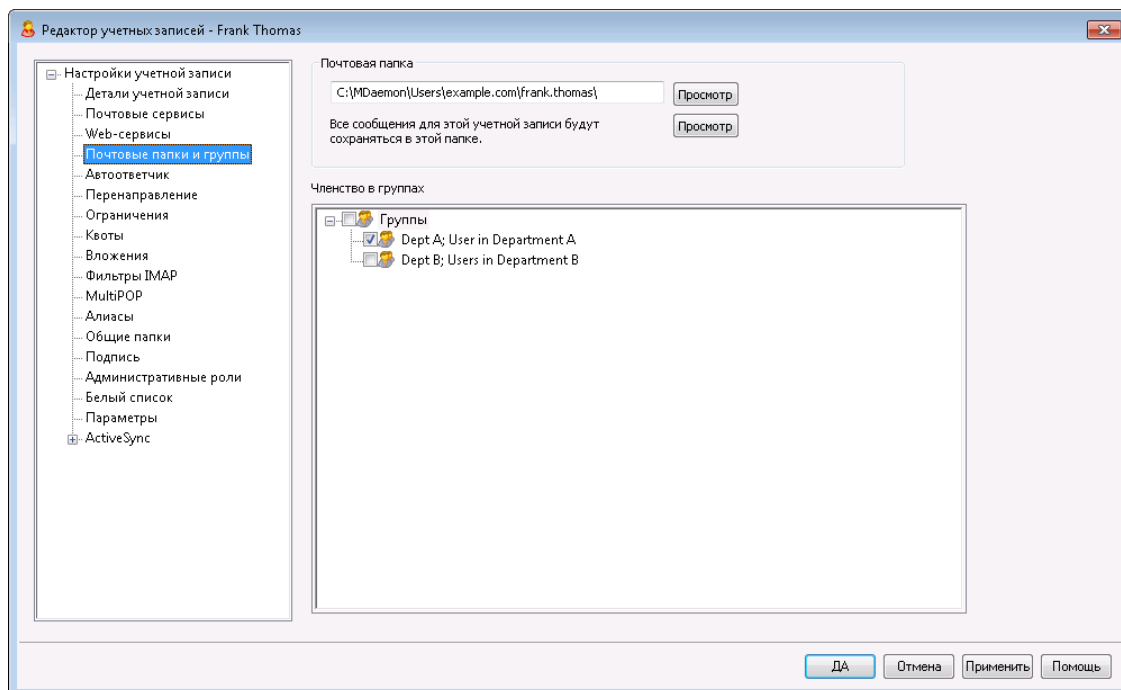 Редактор учетных записей - Frank Thomas
Настройки учетной записи
Детали учетной записи
Почтовые сервисы
Web-сервисы
Почтовые папки и группы
Автоответчик
Перенаправление
Ограничения
Квоты
Вложения
Фильтры IMAP
MultiPOP
Алиасы
Общие папки
Подпись
Административные роли
Белый список
Параметры
ActiveSync
Почтовая папка
C:\MDaemon\Users\example.com\frank.thomas\
Просмотр
Все сообщения для этой учетной записи будут
сохраняться в этой папке.
Просмотр
Членство в группах
Группы
Dept A; User in Department A
Dept B; Users in Department B
ДА
Отмена
Применить
Помощь